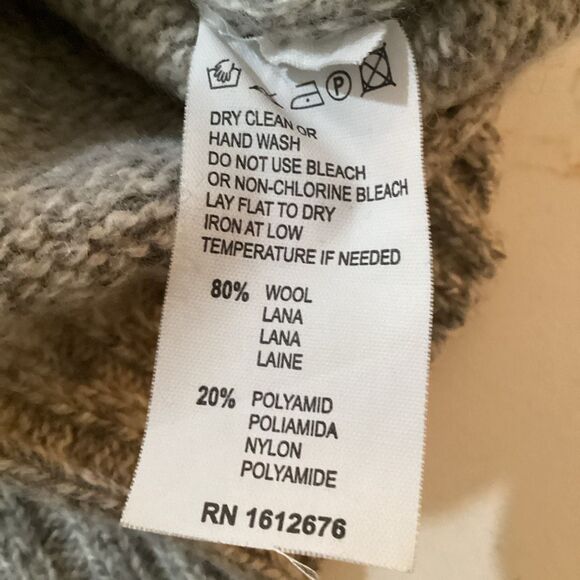 P
DRY CLEAN OR
HAND WASH
DO NOT USE BLEACH
OR NON-CHLORINE BLEACH
LAY FLAT TO DRY
IRON AT LOW
TEMPERATURE IF NEEDED
80% WOOL
LANA
LANA
LAINE
20% POLYAMID
POLIAMIDA
NYLON
POLYAMIDE
RN 1612676